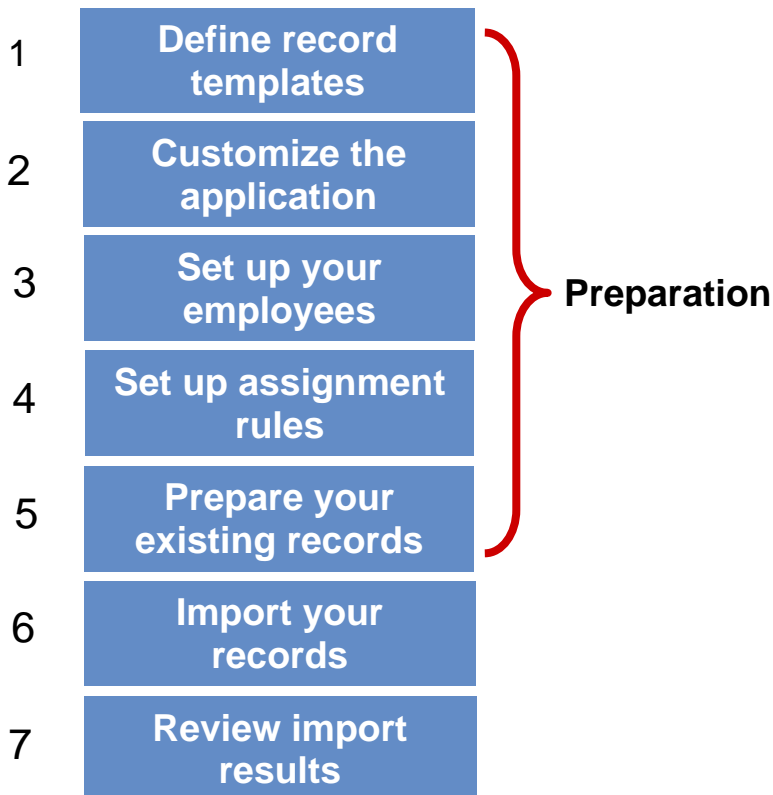 1
Define record
templates
2
Customize the
application
3
Set up your
employees
4
Set up assignment
rules
5
Prepare your
existing records
Preparation
6
Import your
records
7
Review import
results